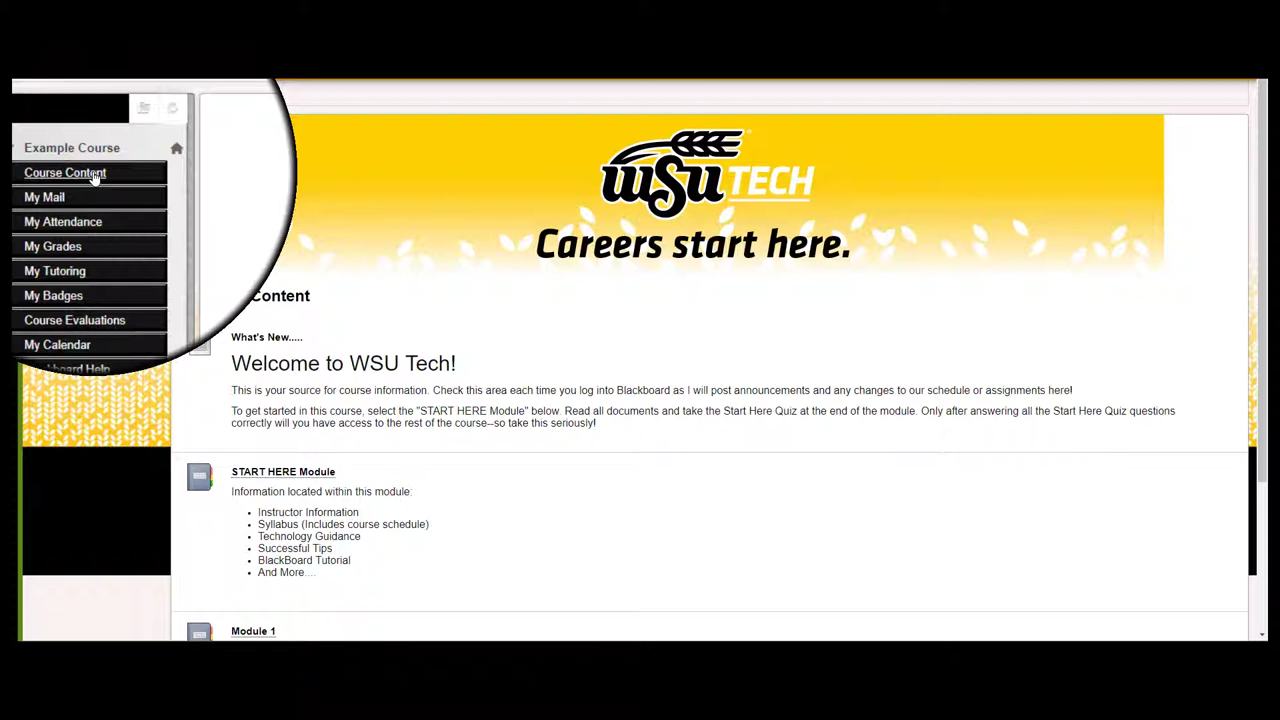 Example Course
Course Content
My Mail
My Attendance
My Grades
My Tutoring
My Badges
Course Evaluations
My Calendar
Help
WSU TECH
Careers start here.
Content
What's New.....
Welcome to WSU Tech!
This is your source for course information. Check this area each time you log into Blackboard as I will post announcements and any changes to our schedule or assignments here!
To get started in this course, select the "START HERE Module" below. Read all documents and take the Start Here Quiz at the end of the module. Only after answering all the Start Here Quiz questions
correctly will you have access to the rest of the course--so take this seriously!
START HERE Module
Information located within this module:
Instructor Information
Syllabus (Includes course schedule)
Technology Guidance
Successful Tips
BlackBoard Tutorial
And More....
Module 1